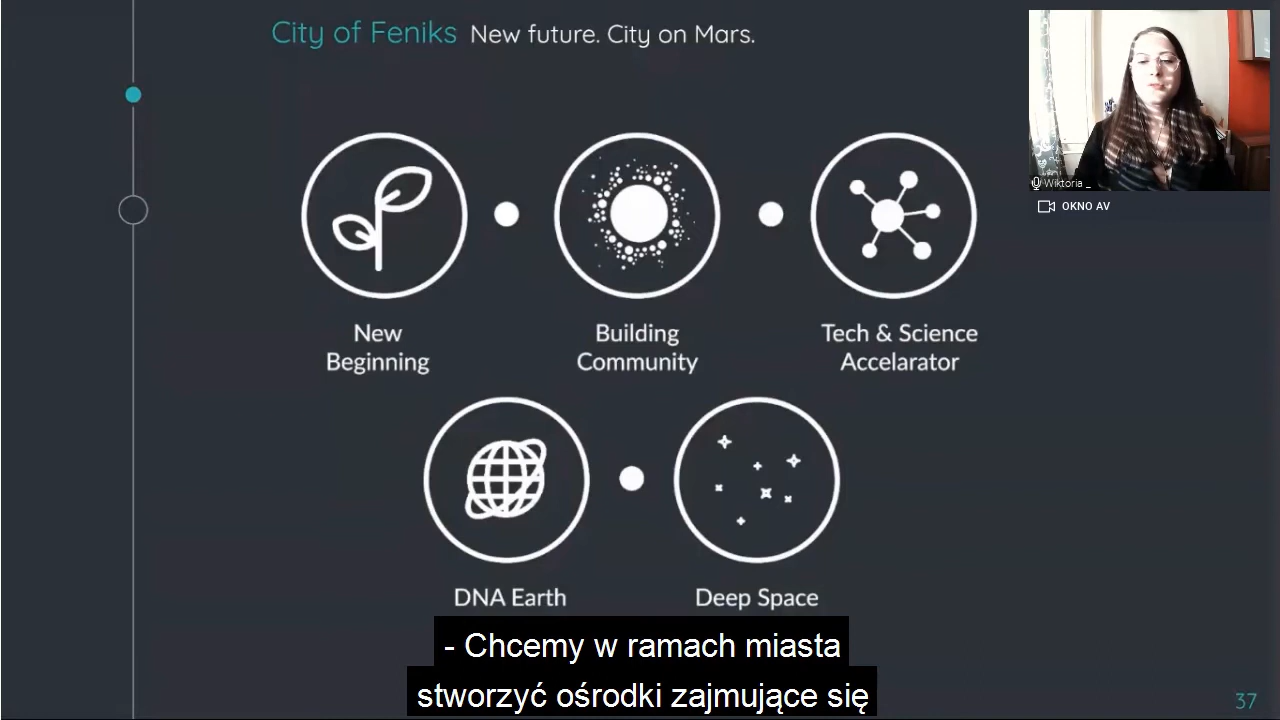 City of Feniks New future. City on Mars.
Wiktoria _
OKNO AV
New
Beginning
Building
Community
Tech & Science
Accelarator
DNA Earth
Deep Space
- Chcemy w ramach miasta
stworzyć ośrodki zajmujące się
37